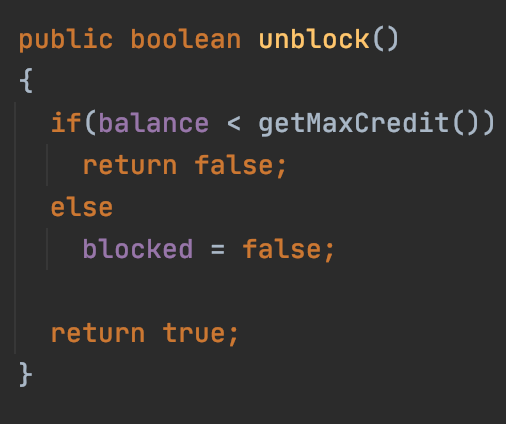 public boolean unblock()
{
if(balance < getMaxCredit())
return false;
else
blocked = false;
return true;
}